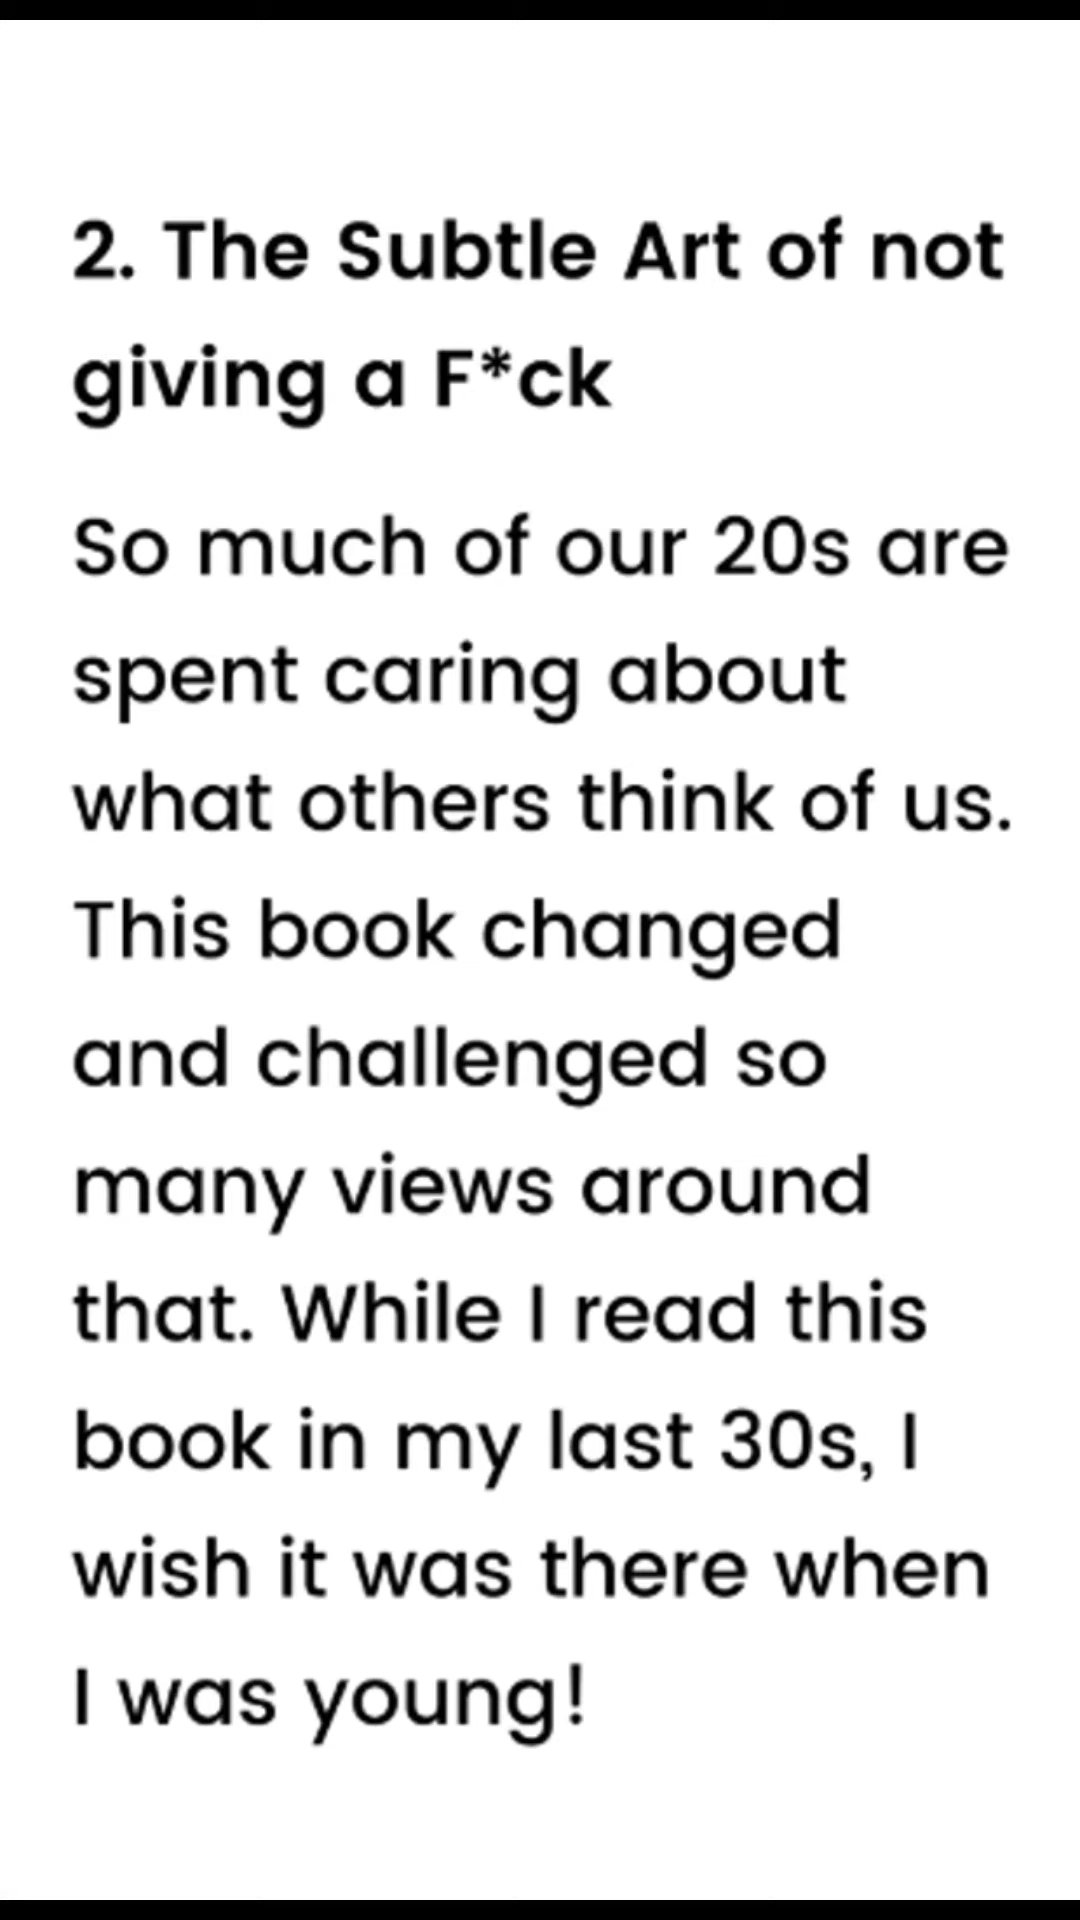 2. The Subtle Art of not
giving a F*ck
So much of our 20s are
spent caring about
what others think of us.
This book changed
and challenged so
many views around
that. While I read this
book in my last 30s, I
wish it was there when
I was young!